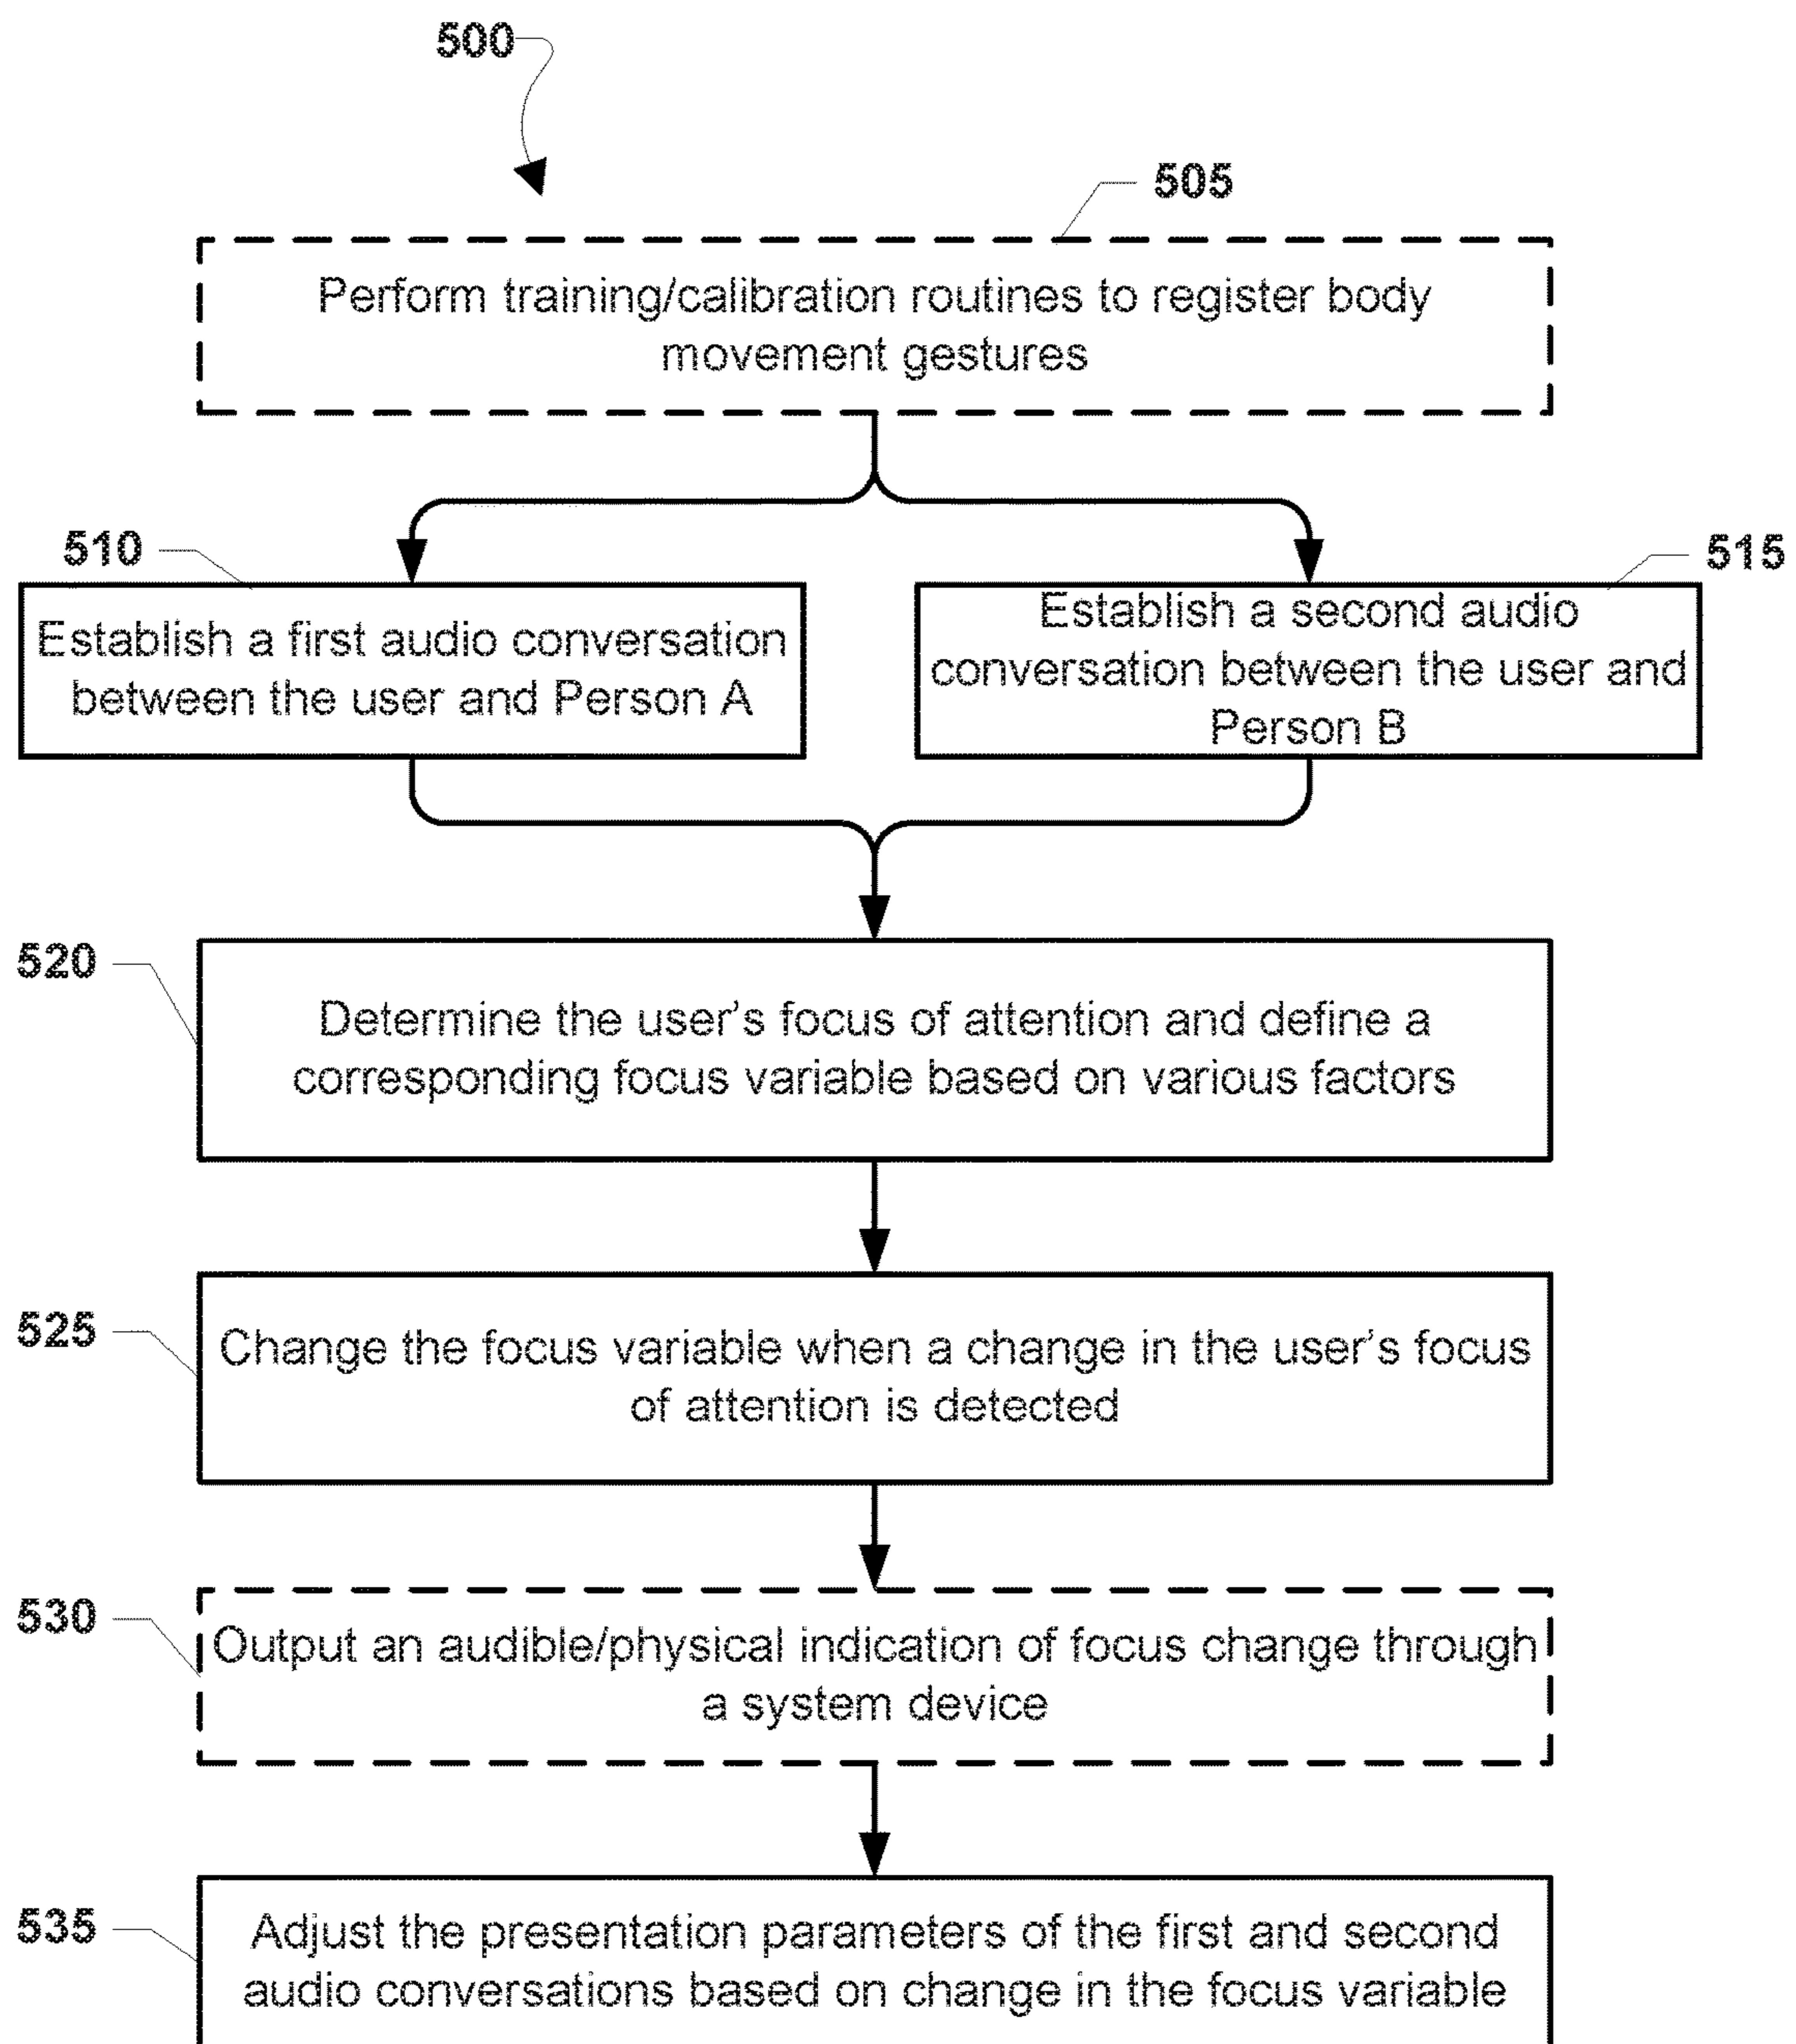 500
505
Perform training/calibration routines to register body
movement gestures
510
515
Establish a first audio conversation
between the user and Person A
Establish a second audio
conversation between the user and
Person B
520
Determine the user's focus of attention and define a
corresponding focus variable based on various factors
525
Change the focus variable when a change in the user's focus
of attention is detected
530
Output an audible/physical indication of focus change through
a system device
535
Adjust the presentation parameters of the first and second
audio conversations based on change in the focus variable